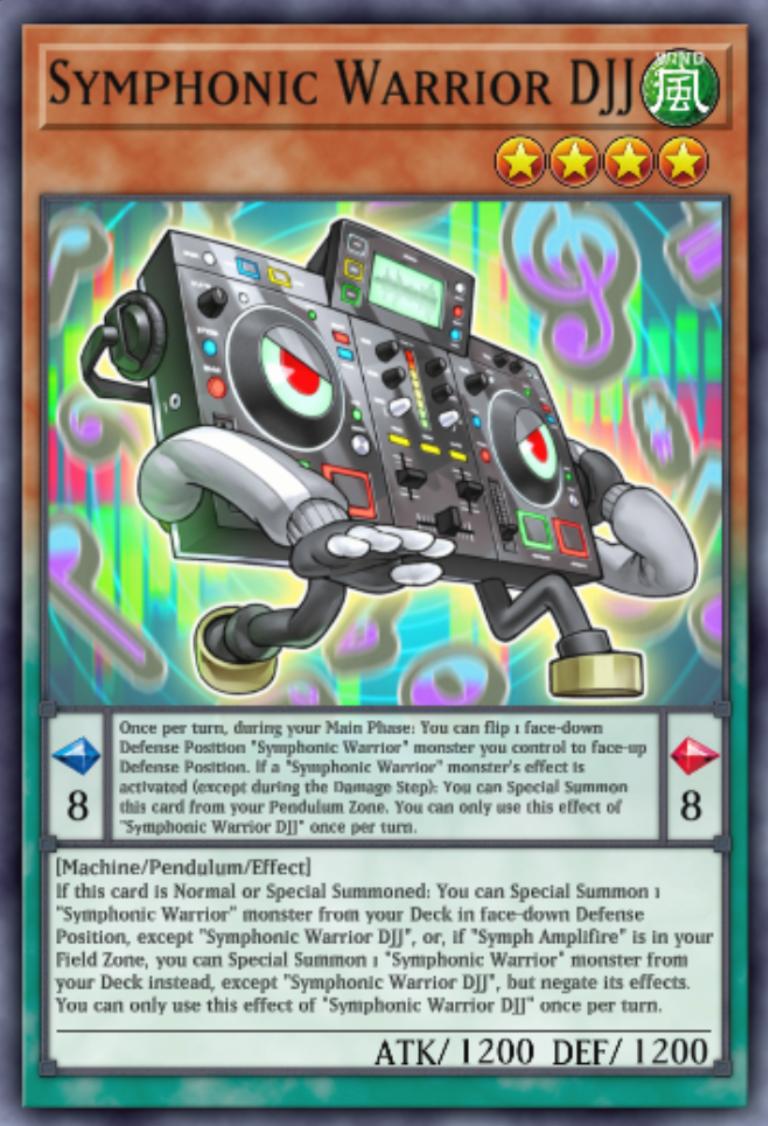 Symphonic Warrior DJJ
WIND
風
Once per turn, during your Main Phase: You can flip 1 face-down
Defense Position "Symphonic Warrior" monster you control to face-up
Defense Position. If a "Symphonic Warrior" monster's effect is
activated (except during the Damage Step): You can Special Summon
this card from your Pendulum Zone. You can only use this effect of
"Symphonic Warrior DJJ" once per turn.
8
8
[Machine/Pendulum/Effect]
If this card is Normal or Special Summoned: You can Special Summon 1
"Symphonic Warrior" monster from your Deck in face-down Defense
Position, except "Symphonic Warrior DJJ", or, if "Symph Amplifire" is in your
Field Zone, you can Special Summon 1 "Symphonic Warrior" monster from
your Deck instead, except "Symphonic Warrior DJJ", but negate its effects.
You can only use this effect of "Symphonic Warrior DJJ" once per turn.
ATK/ 1200 DEF/ 1200